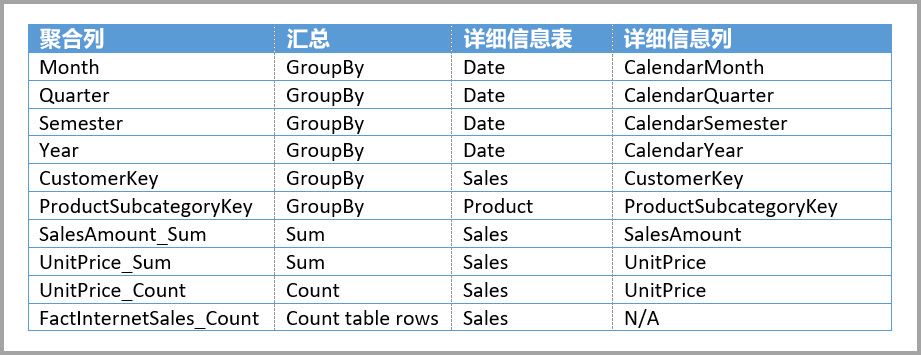 聚合列 汇总 详细信息表 详细信息列
Month GroupBy Date CalendarMonth
Quarter GroupBy Date CalendarQuarter
Semester GroupBy Date CalendarSemester
Year GroupBy Date CalendarYear
CustomerKey GroupBy Sales CustomerKey
ProductSubcategoryKey GroupBy Product ProductSubcategoryKey
SalesAmount_Sum Sum Sales SalesAmount
UnitPrice_Sum Sum Sales UnitPrice
UnitPrice_Count Count Sales UnitPrice
FactInternetSales_Count Count table rows Sales N/A